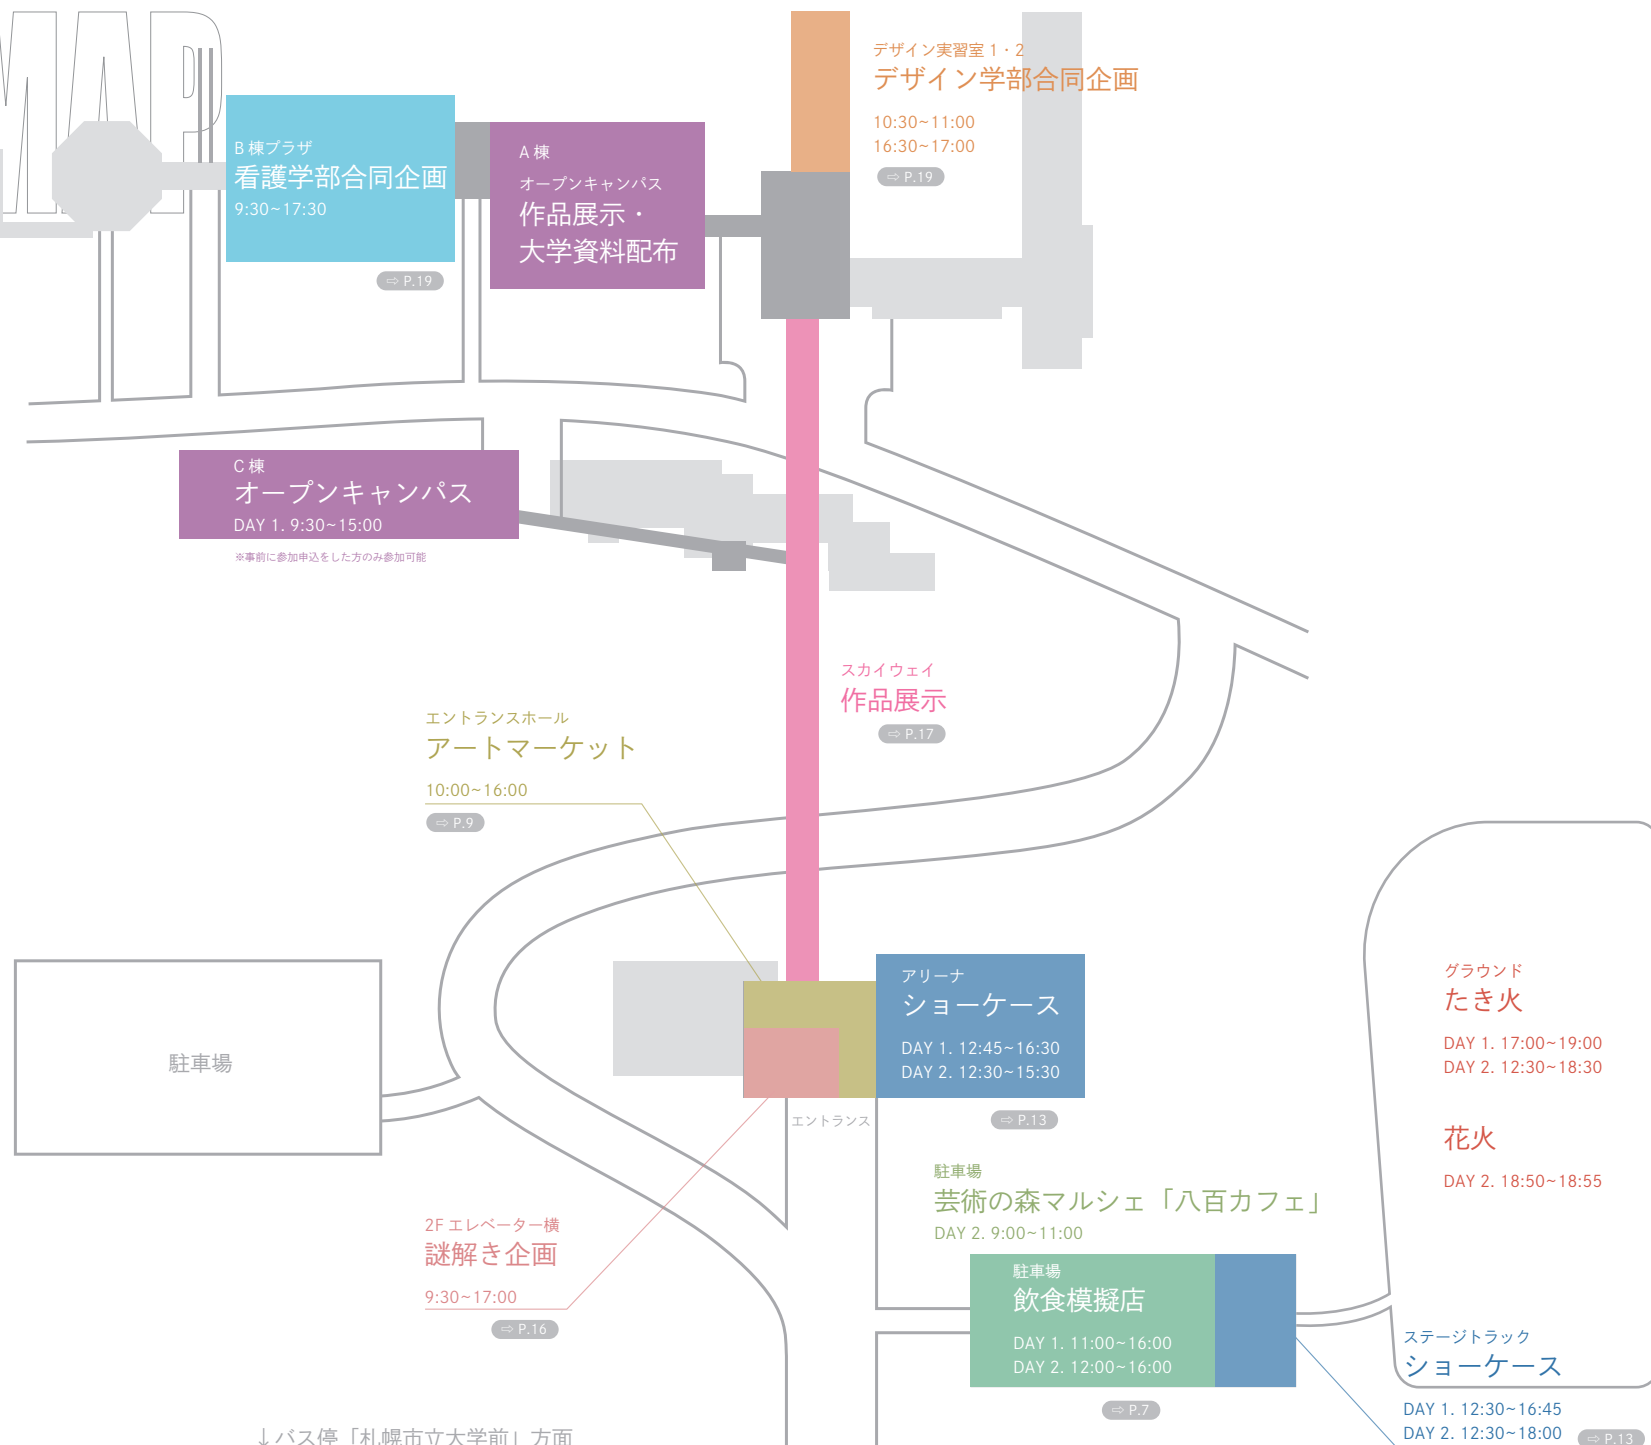 MAP
デザイン実習室 1・2
デザイン学部合同企画
10:30~11:00
16:30~17:00
⇨ P.19
B 棟プラザ
看護学部合同企画
9:30~17:30
⇨ P.19
A 棟
オープンキャンパス
作品展示・
大学資料配布
C 棟
オープンキャンパス
DAY 1. 9:30~15:00
※事前に参加申込をした方のみ参加可能
スカイウェイ
作品展示
⇨ P.17
エントランスホール
アートマーケット
10:00~16:00
⇨ P.9
駐車場
アリーナ
ショーケース
DAY 1. 12:45~16:30
DAY 2. 12:30~15:30
⇨ P.13
エントランス
グラウンド
たき火
DAY 1. 17:00~19:00
DAY 2. 12:30~18:30
花火
DAY 2. 18:50~18:55
駐車場
芸術の森マルシェ「八百カフェ」
DAY 2. 9:00~11:00
2F エレベーター横
謎解き企画
9:30~17:00
⇨ P.16
駐車場
飲食模擬店
DAY 1. 11:00~16:00
DAY 2. 12:00~16:00
⇨ P.7
ステージトラック
ショーケース
DAY 1. 12:30~16:45
DAY 2. 12:30~18:00
⇨ P.13
↓バス停「札幌市立大学前」方面